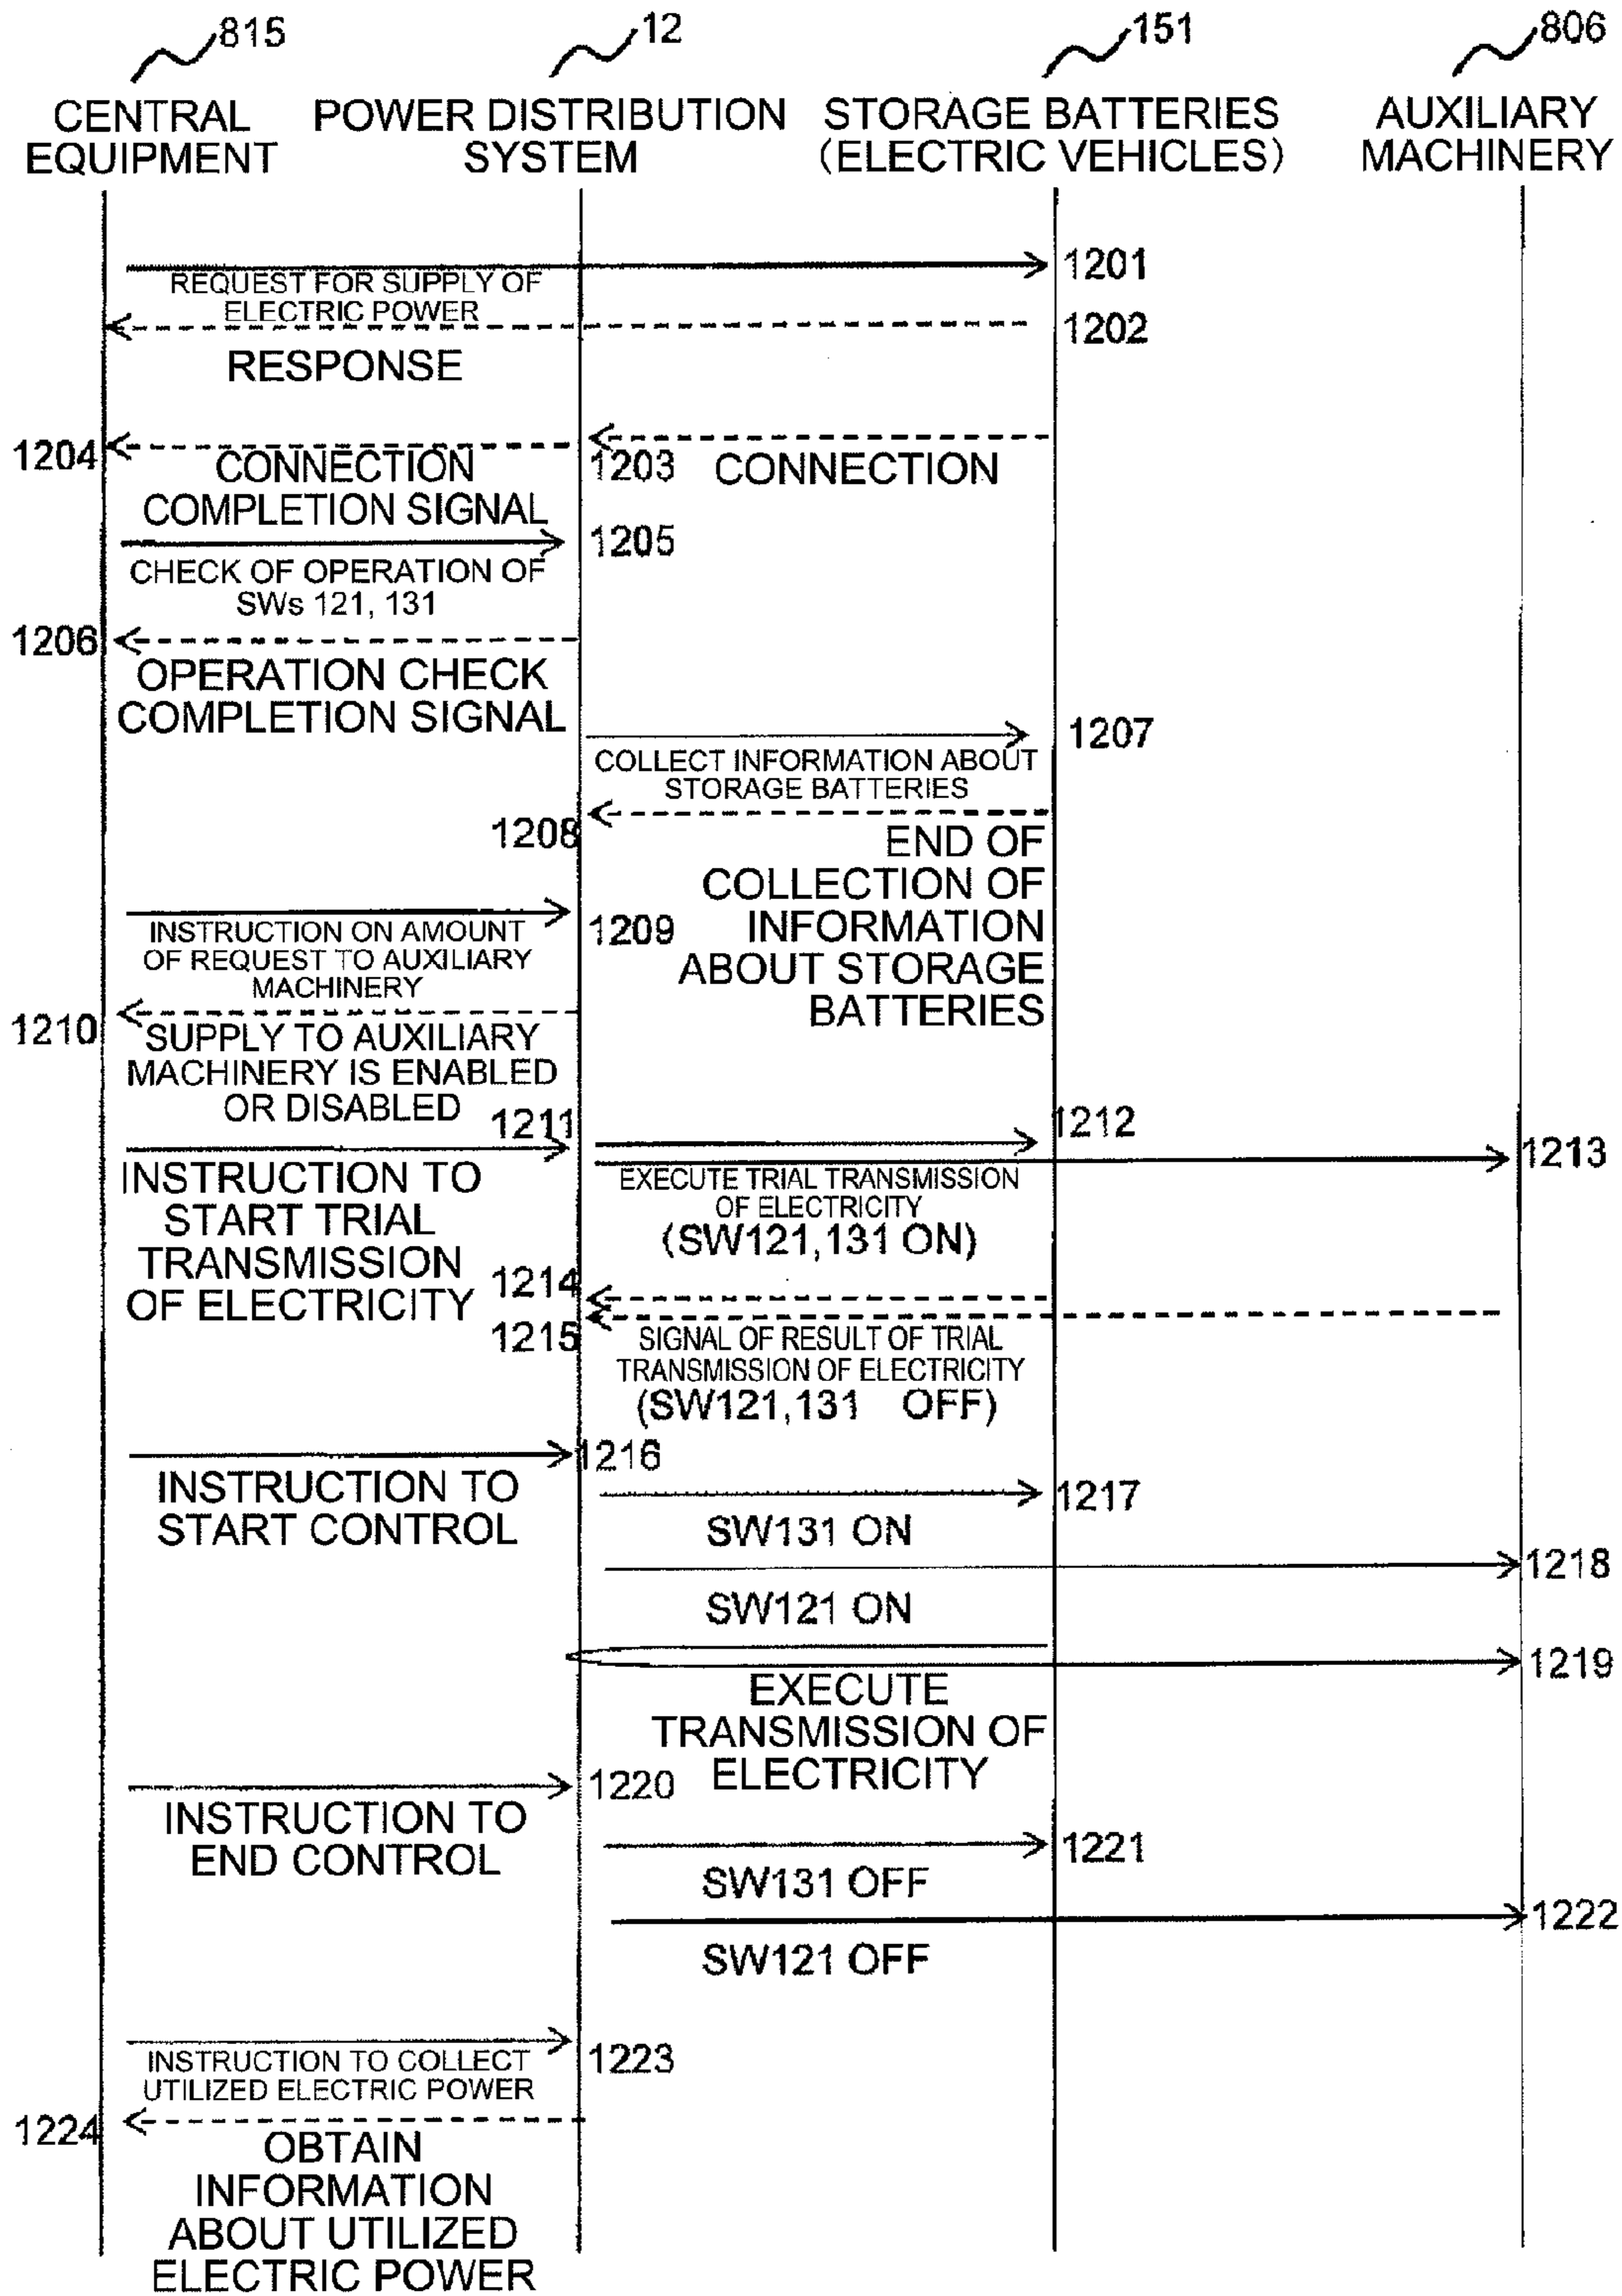 815
12
151
806
CENTRAL
EQUIPMENT
POWER DISTRIBUTION
SYSTEM
STORAGE BATTERIES
(ELECTRIC VEHICLES)
AUXILIARY
MACHINERY
1201
REQUEST FOR SUPPLY OF
ELECTRIC POWER
1202
RESPONSE
1204
CONNECTION
COMPLETION SIGNAL
1203
CONNECTION
1205
CHECK OF OPERATION OF
SWs 121, 131
1206
OPERATION CHECK
COMPLETION SIGNAL
1207
COLLECT INFORMATION ABOUT
STORAGE BATTERIES
1208
END OF
COLLECTION OF
INFORMATION
ABOUT STORAGE
BATTERIES
1209
INSTRUCTION ON AMOUNT
OF REQUEST TO AUXILIARY
MACHINERY
1210
SUPPLY TO AUXILIARY
MACHINERY IS ENABLED
OR DISABLED
1211
1212
1213
INSTRUCTION TO
START TRIAL
TRANSMISSION
OF ELECTRICITY
EXECUTE TRIAL TRANSMISSION
OF ELECTRICITY
(SW121,131 ON)
1214
1215
SIGNAL OF RESULT OF TRIAL
TRANSMISSION OF ELECTRICITY
(SW121,131 OFF)
1216
INSTRUCTION TO
START CONTROL
1217
SW131 ON
1218
SW121 ON
1219
EXECUTE
TRANSMISSION OF
ELECTRICITY
1220
INSTRUCTION TO
END CONTROL
1221
SW131 OFF
1222
SW121 OFF
1223
INSTRUCTION TO COLLECT
UTILIZED ELECTRIC POWER
1224
OBTAIN
INFORMATION
ABOUT UTILIZED
ELECTRIC POWER